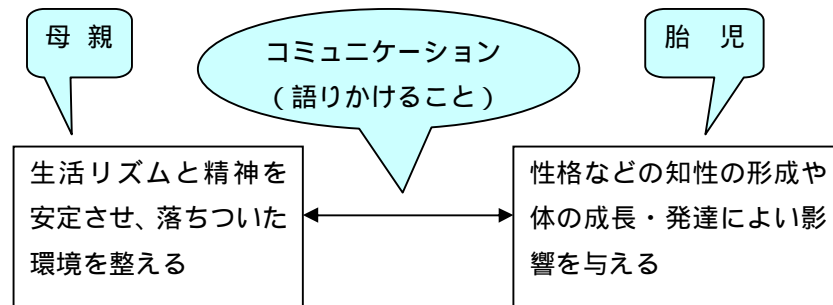 母 親
コミュニケーション
（語りかけること）
胎 児
生活リズムと精神を
安定させ、落ちついた
環境を整える
性格などの知性の形成や
体の成長・発達によい影
響を与える